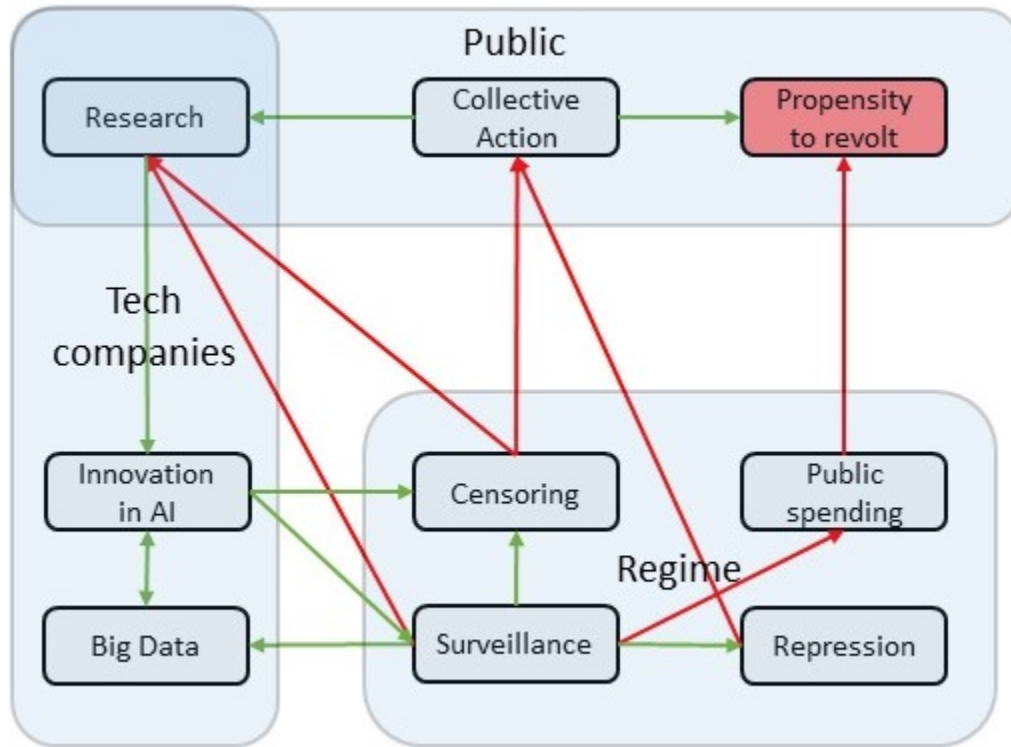 Public
Research
Collective
Action
Propensity
to revolt
Tech
companies
Innovation
in AI
Censoring
Public
spending
Regime
Big Data
Surveillance
Repression